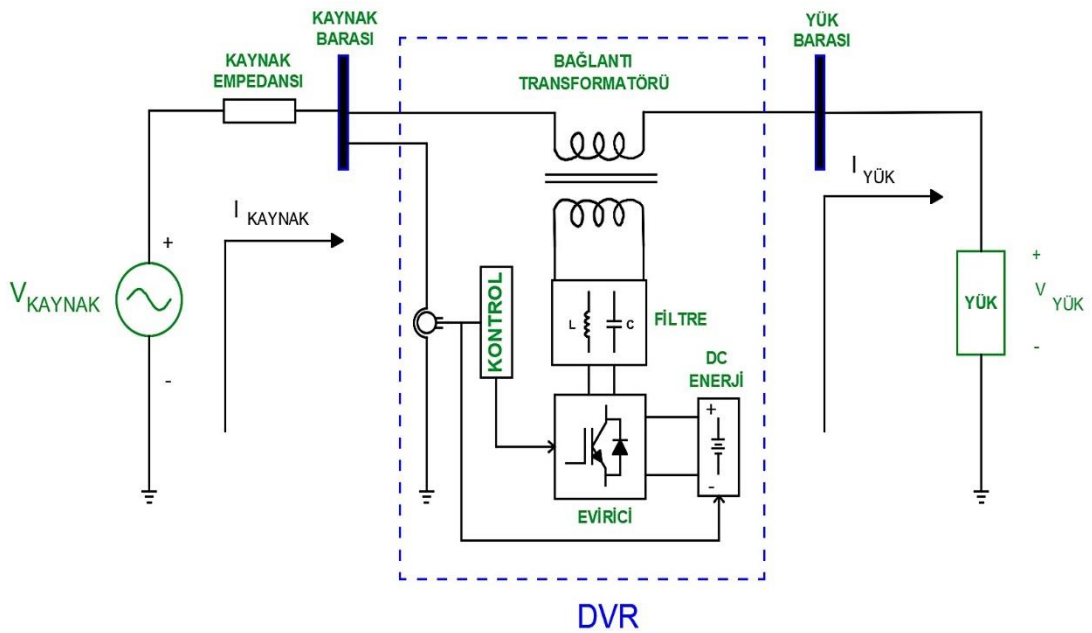 KAYNAK
BARASI
YÜK
BARASI
KAYNAK
EMPEDANSI
BAĞLANTI
TRANSFORMATÖRÜ
I KAYNAK
I YÜK
+
V KAYNAK
-
KONTROL
L
C
FİLTRE
DC
ENERJİ
+
-
EVİRİCİ
YÜK
+
V YÜK
-
DVR